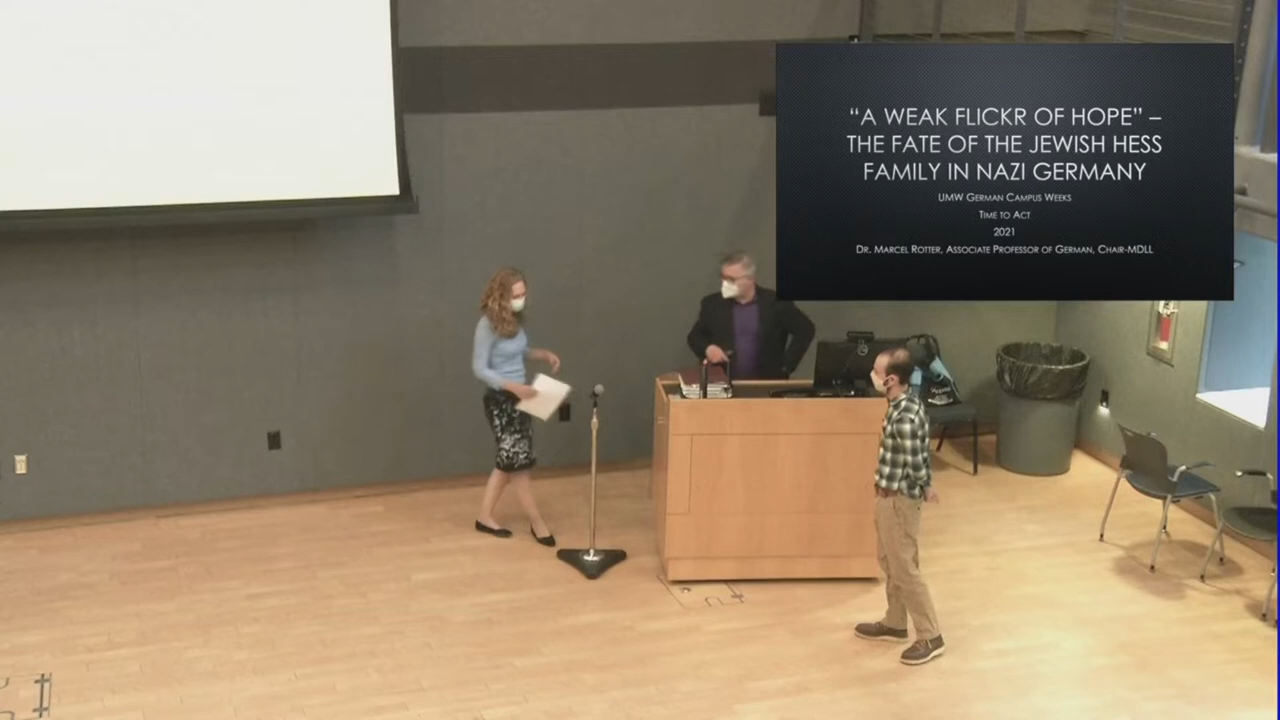 “A WEAK FLICKR OF HOPE” –
THE FATE OF THE JEWISH HESS
FAMILY IN NAZI GERMANY
UMW GERMAN CAMPUS WEEKS
TIME TO ACT
2021
DR. MARCEL ROTTER, ASSOCIATE PROFESSOR OF GERMAN, CHAIR-MDLL